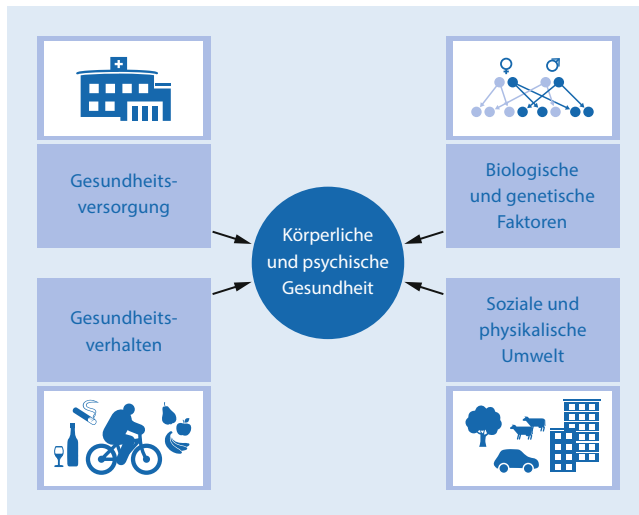 Gesundheits-
versorgung
Biologische
und genetische
Faktoren
Körperliche
und psychische
Gesundheit
Gesundheits-
verhalten
Soziale und
physikalische
Umwelt